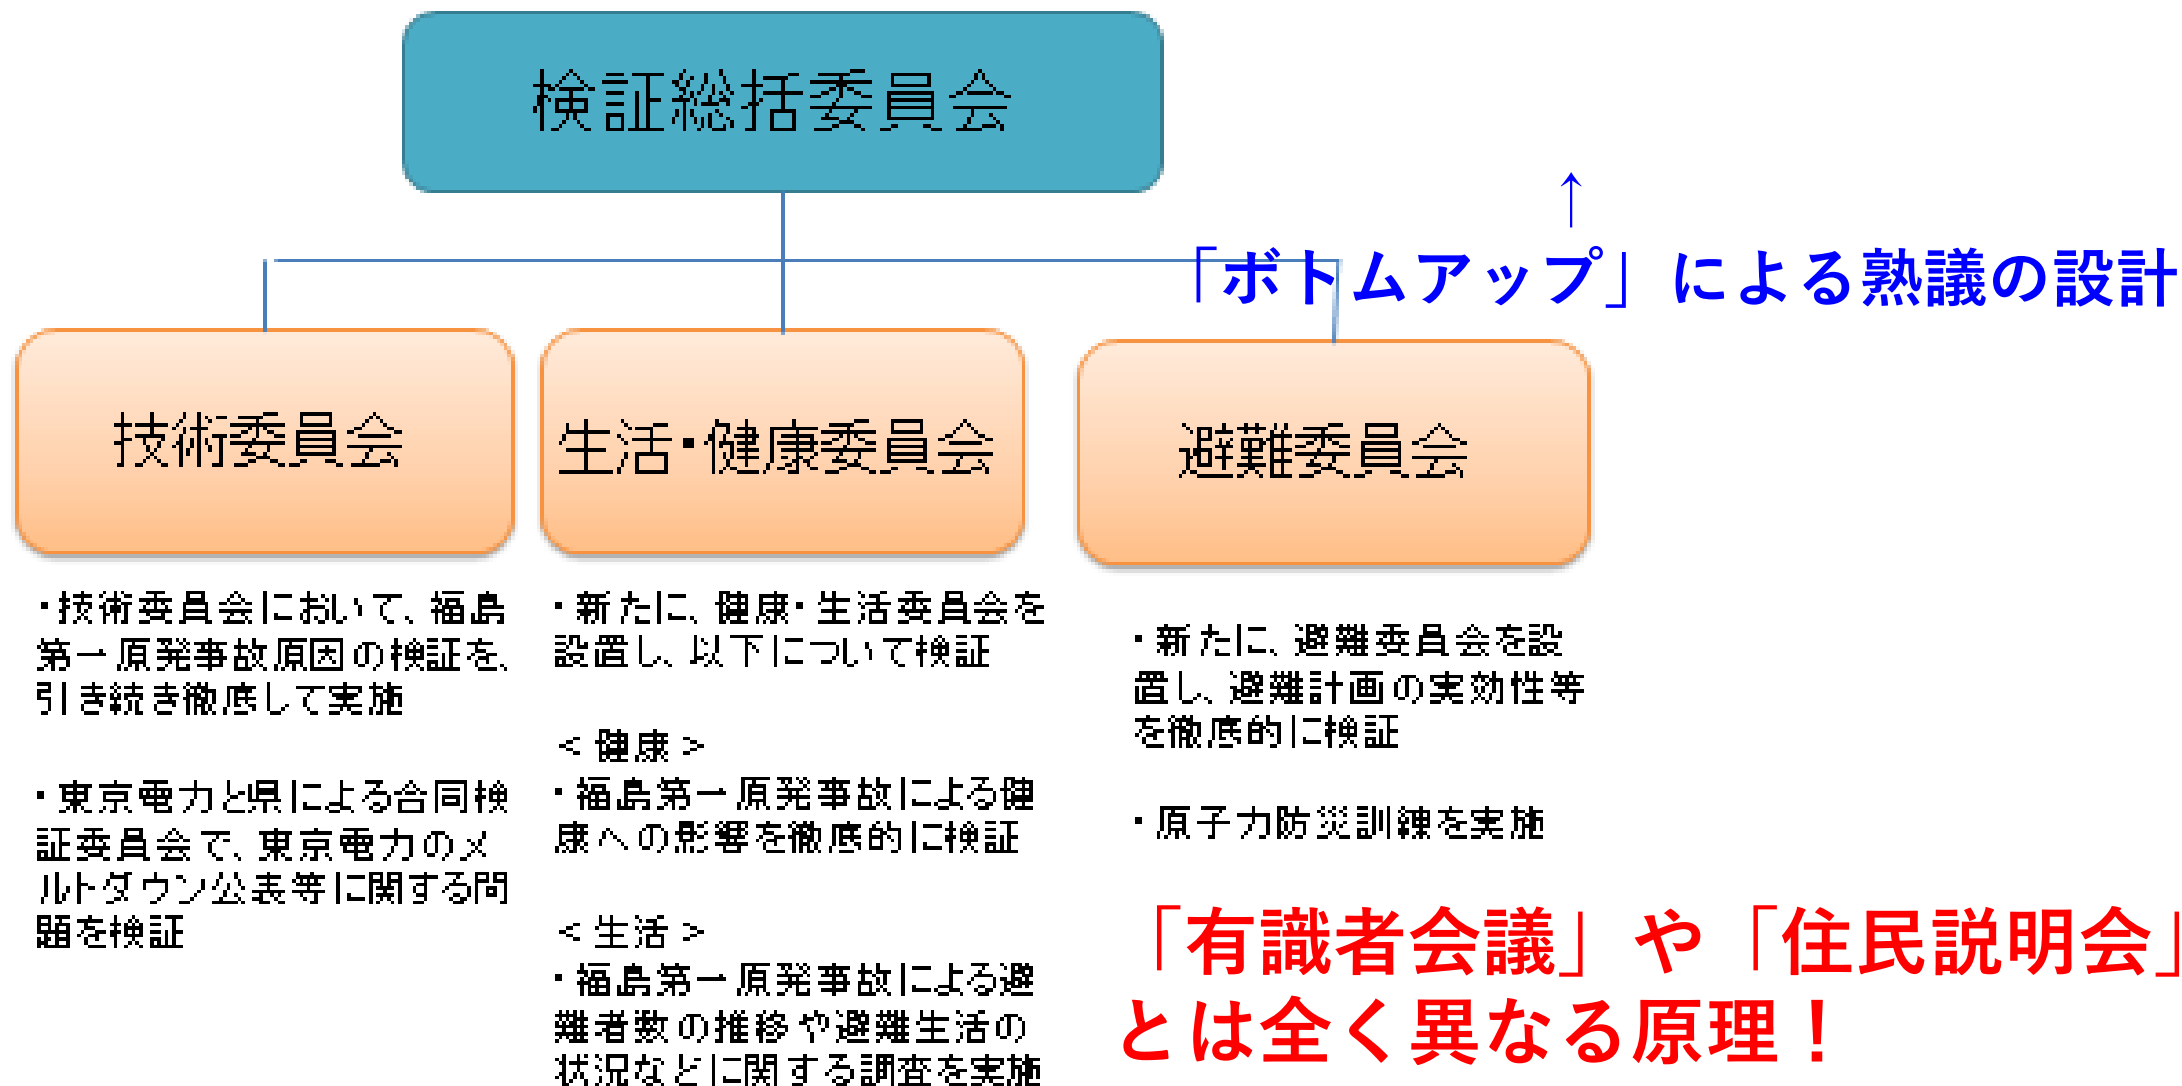 検証総括委員会
↑
「ボトムアップ」による熟議の設計
技術委員会
生活・健康委員会
避難委員会
・技術委員会において、福島
第一原発事故原因の検証を、
引き続き徹底して実施
・東京電力と県による合同検
証委員会で、東京電力のメ
ルトダウン公表等に関する問
題を検証
・新たに、健康・生活委員会を
設置し、以下について検証
＜健康＞
・福島第一原発事故による健
康への影響を徹底的に検証
＜生活＞
・福島第一原発事故による避
難者数の推移や避難生活の
状況などに関する調査を実施
・新たに、避難委員会を設
置し、避難計画の実効性等
を徹底的に検証
・原子力防災訓練を実施
「有識者会議」や「住民説明会」
とは全く異なる原理！